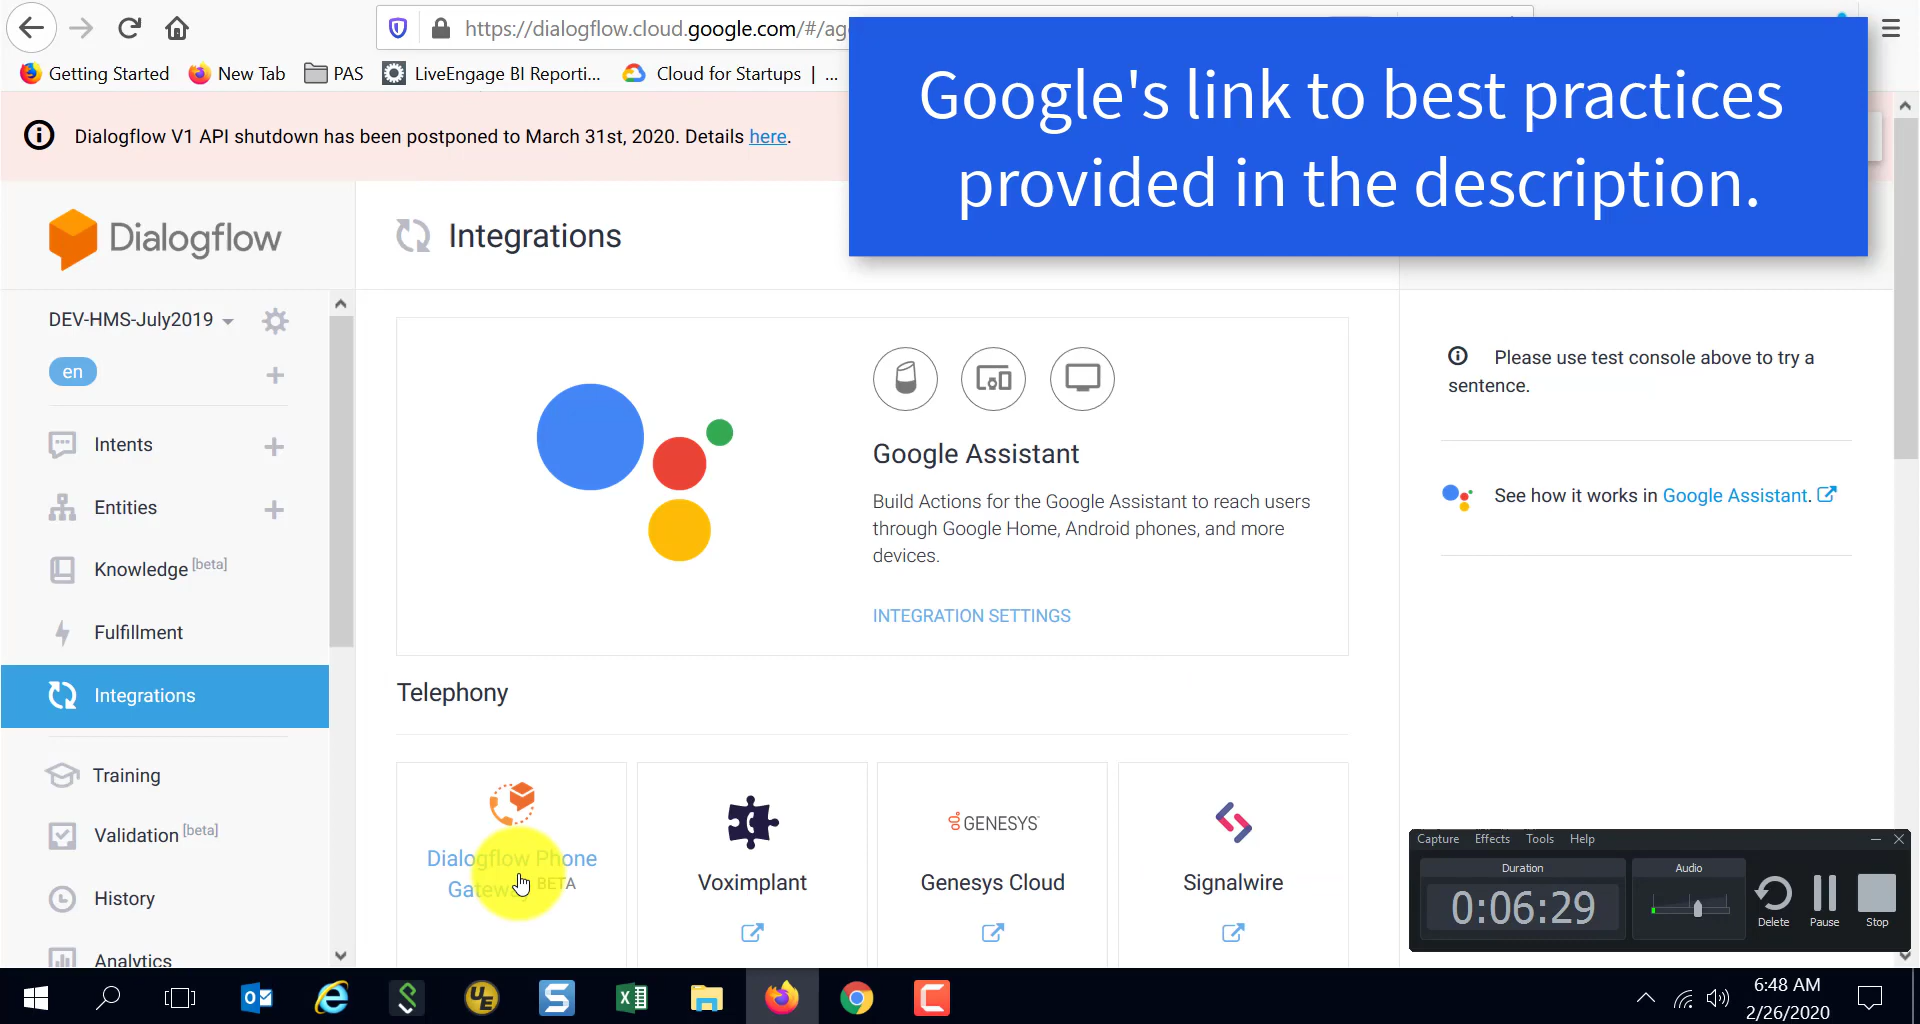 https://dialogflow.cloud.google.com/#/age
Getting Started
New Tab
PAS
LiveEngage BI Reporti...
Cloud for Startups | ...
Google's link to best practices
provided in the description.
Dialogflow V1 API shutdown has been postponed to March 31st, 2020. Details here.
Dialogflow
Integrations
DEV-HMS-July2019
en
Intents
Entities
Knowledge [beta]
Fulfillment
Integrations
Training
Validation [beta]
History
Analytics
Google Assistant
Build Actions for the Google Assistant to reach users
through Google Home, Android phones, and more
devices.
INTEGRATION SETTINGS
Telephony
Dialogflow Phone
Gateway BETA
Voximplant
GENESYS
Genesys Cloud
Signalwire
Please use test console above to try a
sentence.
See how it works in Google Assistant.
Capture Effects Tools Help
Duration
0:06:29
Audio
Delete
Pause
Stop
6:48 AM
2/26/2020